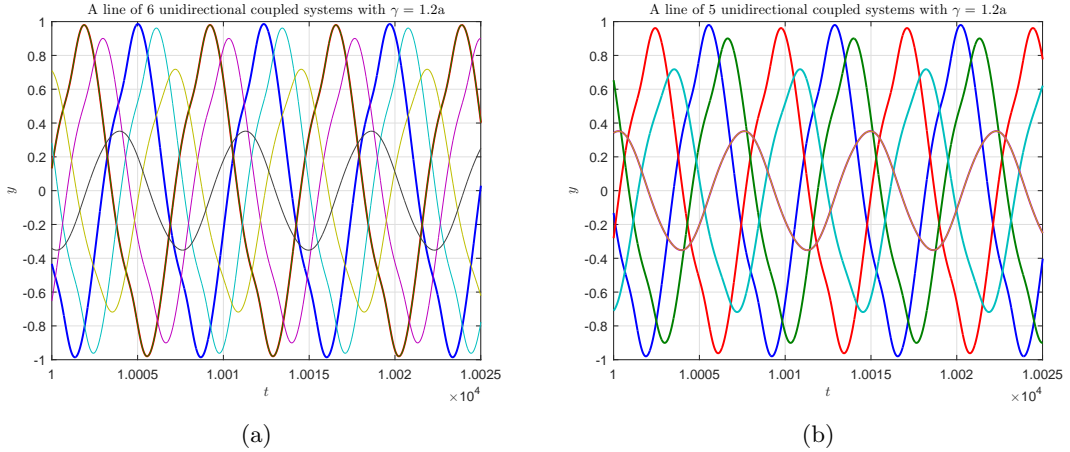 A line of 6 unidirectional coupled systems with γ = 1.2a
1
0.8
0.6
0.4
0.2
0
-0.2
-0.4
-0.6
-0.8
-1
y
1 1.0005 1.001 1.0015 1.002 1.0025
t
×10⁴
(a)
A line of 5 unidirectional coupled systems with γ = 1.2a
1
0.8
0.6
0.4
0.2
0
-0.2
-0.4
-0.6
-0.8
-1
y
1 1.0005 1.001 1.0015 1.002 1.0025
t
×10⁴
(b)